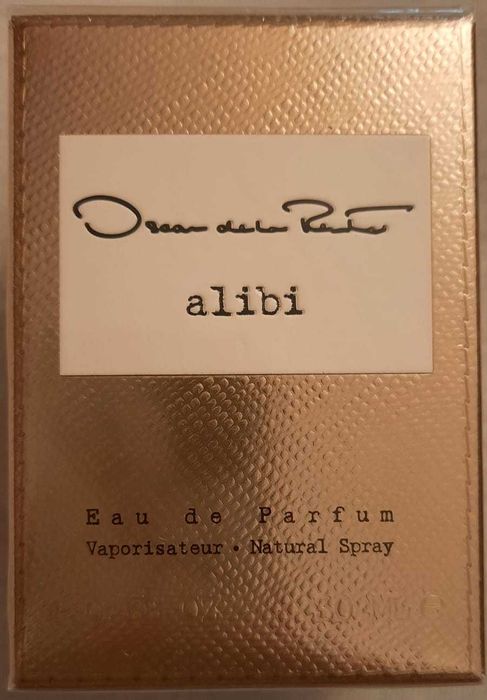 Oscar de la Renta
alibi
Eau de Parfum
Vaporisateur • Natural Spray